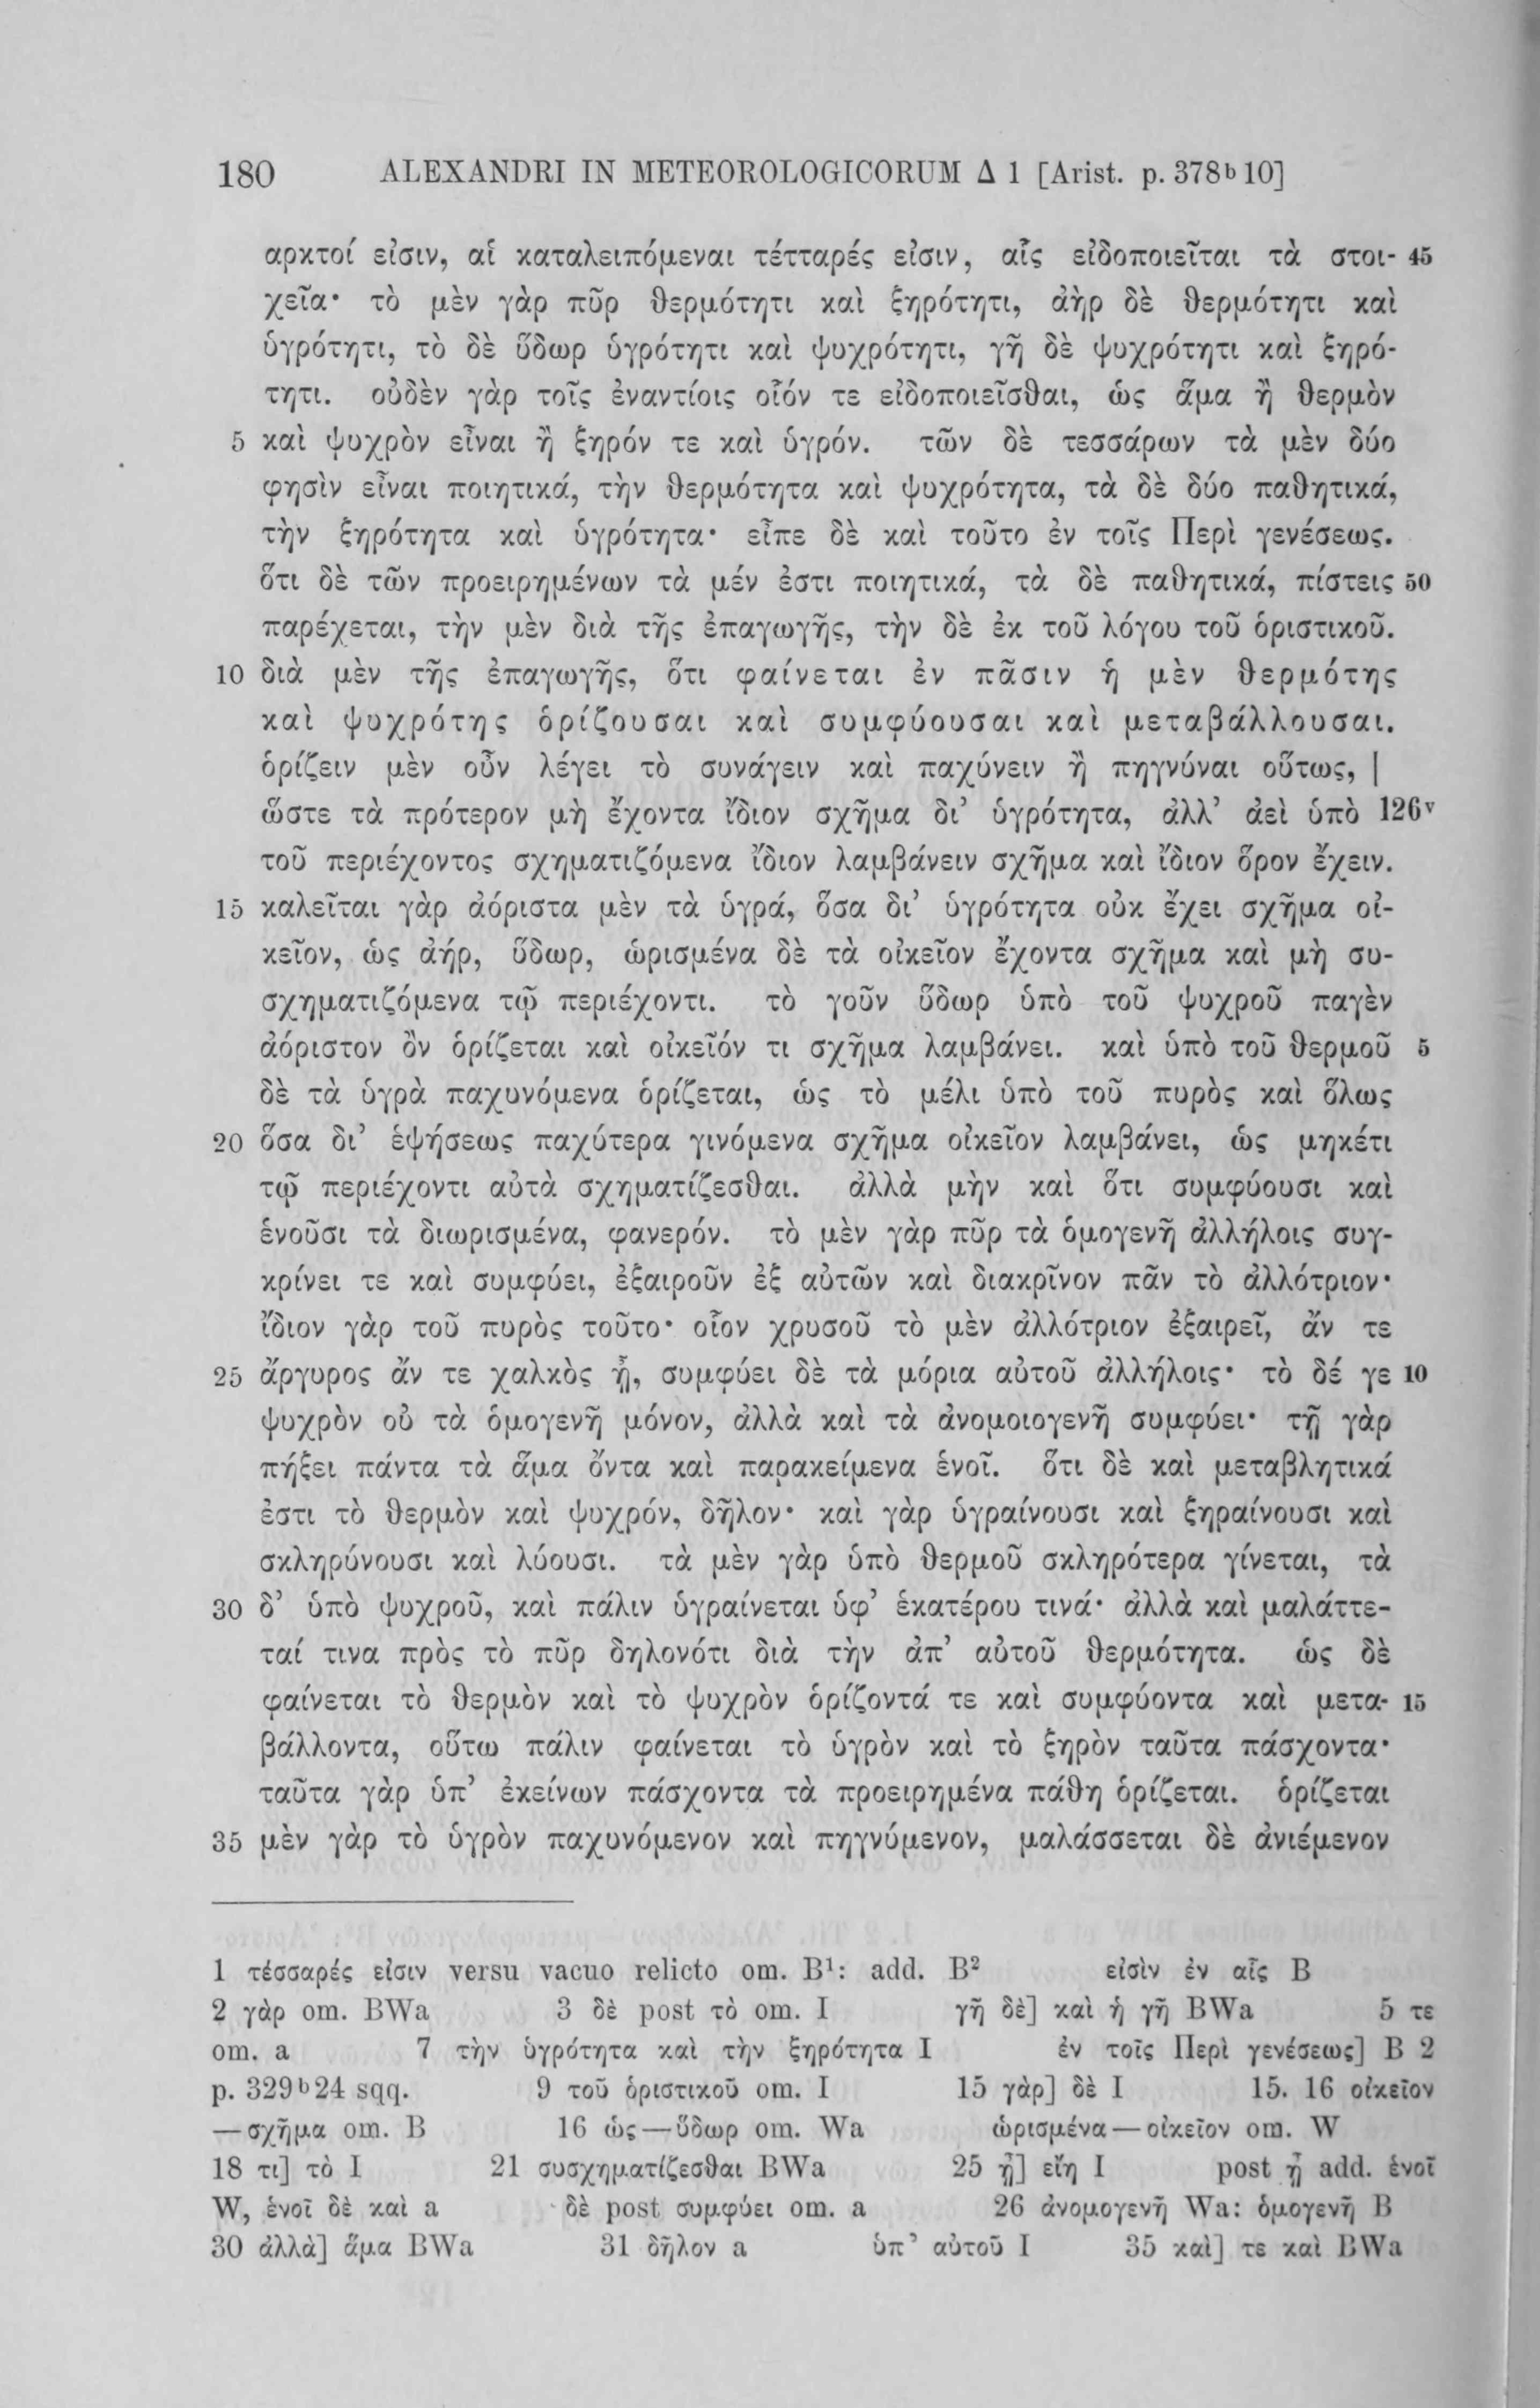 180 ALEXANDRI IN METEOROLOGICORUM Δ 1 [Arist. p. 378b 10]
αρκτοί εἰσιν, αἱ καταλειπόμεναι τέτταρές εἰσιν, αἷς εἰδοποιεῖται τὰ στοι- 45
χεῖα· τὸ μὲν γὰρ πῦρ θερμότητι καὶ ξηρότητι, ἀὴρ δὲ θερμότητι καὶ
ὑγρότητι, τὸ δὲ ὕδωρ ὑγρότητι καὶ ψυχρότητι, γῆ δὲ ψυχρότητι καὶ ξηρό-
τητι. οὐδὲν γὰρ τοῖς ἐναντίοις οἷόν τε εἰδοποιεῖσθαι, ὡς ἅμα ἢ θερμὸν
5 καὶ ψυχρὸν εἶναι ἢ ξηρόν τε καὶ ὑγρόν. τῶν δὲ τεσσάρων τὰ μὲν δύο
φησὶν εἶναι ποιητικά, τὴν θερμότητα καὶ ψυχρότητα, τὰ δὲ δύο παθητικά,
τὴν ξηρότητα καὶ ὑγρότητα· εἶπε δὲ καὶ τοῦτο ἐν τοῖς Περὶ γενέσεως.
ὅτι δὲ τῶν προειρημένων τὰ μέν ἐστι ποιητικά, τὰ δὲ παθητικά, πίστεις 50
παρέχεται, τὴν μὲν διὰ τῆς ἐπαγωγῆς, τὴν δὲ ἐκ τοῦ λόγου τοῦ ὁριστικοῦ.
10 διὰ μὲν τῆς ἐπαγωγῆς, ὅτι φαίνεται ἐν πᾶσιν ἡ μὲν θερμότης
καὶ ψυχρότης ὁρίζουσαι καὶ συμφύουσαι καὶ μεταβάλλουσαι.
ὁρίζειν μὲν οὖν λέγει τὸ συνάγειν καὶ παχύνειν ἢ πηγνύναι οὕτως, |
ὥστε τὰ πρότερον μὴ ἔχοντα ἴδιον σχῆμα δι’ ὑγρότητα, ἀλλ’ ἀεὶ ὑπὸ 126v
τοῦ περιέχοντος σχηματιζόμενα ἴδιον λαμβάνειν σχῆμα καὶ ἴδιον ὅρον ἔχειν.
15 καλεῖται γὰρ ἀόριστα μὲν τὰ ὑγρά, ὅσα δι’ ὑγρότητα οὐκ ἔχει σχῆμα οἰ-
κεῖον, ὡς ἀήρ, ὕδωρ, ὡρισμένα δὲ τὰ οἰκεῖον ἔχοντα σχῆμα καὶ μὴ συ-
σχηματιζόμενα τῷ περιέχοντι. τὸ γοῦν ὕδωρ ὑπὸ τοῦ ψυχροῦ παγὲν
ἀόριστον ὂν ὁρίζεται καὶ οἰκεῖόν τι σχῆμα λαμβάνει. καὶ ὑπὸ τοῦ θερμοῦ 5
δὲ τὰ ὑγρὰ παχυνόμενα ὁρίζεται, ὡς τὸ μέλι ὑπὸ τοῦ πυρὸς καὶ ὅλως
20 ὅσα δι’ ἑψήσεως παχύτερα γινόμενα σχῆμα οἰκεῖον λαμβάνει, ὡς μηκέτι
τῷ περιέχοντι αὐτὰ σχηματίζεσθαι. ἀλλὰ μὴν καὶ ὅτι συμφύουσι καὶ
ἑνοῦσι τὰ διωρισμένα, φανερόν. τὸ μὲν γὰρ πῦρ τὰ ὁμογενῆ ἀλλήλοις συγ-
κρίνει τε καὶ συμφύει, ἐξαιροῦν ἐξ αὐτῶν καὶ διακρῖνον πᾶν τὸ ἀλλότριον·
ἴδιον γὰρ τοῦ πυρὸς τοῦτο· οἷον χρυσοῦ τὸ μὲν ἀλλότριον ἐξαιρεῖ, ἄν τε
25 ἄργυρος ἄν τε χαλκὸς ᾖ, συμφύει δὲ τὰ μόρια αὐτοῦ ἀλλήλοις· τὸ δέ γε 10
ψυχρὸν οὐ τὰ ὁμογενῆ μόνον, ἀλλὰ καὶ τὰ ἀνομοιογενῆ συμφύει· τῇ γὰρ
πήξει πάντα τὰ ἅμα ὄντα καὶ παρακείμενα ἑνοῖ. ὅτι δὲ καὶ μεταβλητικά
ἐστι τὸ θερμὸν καὶ ψυχρόν, δῆλον· καὶ γὰρ ὑγραίνουσι καὶ ξηραίνουσι καὶ
σκληρύνουσι καὶ λύουσι. τὰ μὲν γὰρ ὑπὸ θερμοῦ σκληρότερα γίνεται, τὰ
30 δ’ ὑπὸ ψυχροῦ, καὶ πάλιν ὑγραίνεται ὑφ’ ἑκατέρου τινά· ἀλλὰ καὶ μαλάττε-
ταί τινα πρὸς τὸ πῦρ δηλονότι διὰ τὴν ἀπ’ αὐτοῦ θερμότητα. ὡς δὲ
φαίνεται τὸ θερμὸν καὶ τὸ ψυχρὸν ὁρίζοντά τε καὶ συμφύοντα καὶ μετα- 15
βάλλοντα, οὕτω πάλιν φαίνεται τὸ ὑγρὸν καὶ τὸ ξηρὸν ταῦτα πάσχοντα·
ταῦτα γὰρ ὑπ’ ἐκείνων πάσχοντα τὰ προειρημένα πάθη ὁρίζεται. ὁρίζεται
35 μὲν γὰρ τὸ ὑγρὸν παχυνόμενον καὶ πηγνύμενον, μαλάσσεται δὲ ἀνιέμενον
1 τέσσαρές εἰσιν versu vacuo relicto om. B1: add. B2 εἰσὶν ἐν αἷς B
2 γὰρ om. BWa 3 δὲ post τὸ om. I γῆ δὲ] καὶ ἡ γῆ BWa 5 τε
om. a 7 τὴν ὑγρότητα καὶ τὴν ξηρότητα I ἐν τοῖς Περὶ γενέσεως] B 2
p. 329b 24 sqq. 9 τοῦ ὁριστικοῦ om. I 15 γὰρ] δὲ I 15. 16 οἰκεῖον
— σχῆμα om. B 16 ὡς — ὕδωρ om. Wa ὡρισμένα — οἰκεῖον om. W
18 τι] τὸ I 21 συσχηματίζεσθαι BWa 25 ᾖ] εἴη I post ᾖ add. ἑνοῖ
W, ἑνοῖ δὲ καὶ a δὲ post συμφύει om. a 26 ἀνομογενῆ Wa: ὁμογενῆ B
30 ἀλλὰ] ἅμα BWa 31 δῆλον a ὑπ’ αὐτοῦ I 35 καὶ] τε καὶ BWa